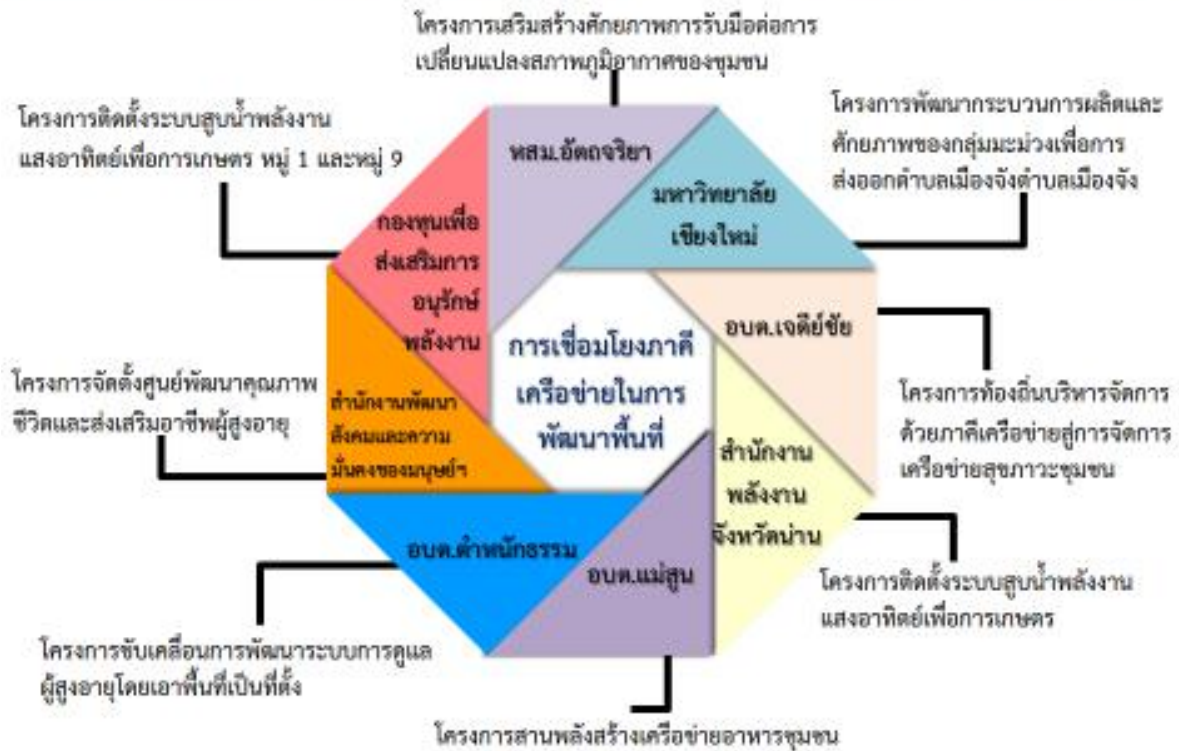 โครงการเสริมสร้างศักยภาพการรับมือต่อการ
เปลี่ยนแปลงสภาพภูมิอากาศของชุมชน
โครงการติดตั้งระบบสูบน้ำพลังงาน
แสงอาทิตย์เพื่อการเกษตร หมู่ 1 และหมู่ 9
โครงการพัฒนากระบวนการผลิตและ
ศักยภาพของกลุ่มมะม่วงเพื่อการ
ส่งออกตำบลเมืองจังตำบลเมืองจัง
หสม.อัตถจริยา
มหาวิทยาลัย
เชียงใหม่
กองทุนเพื่อ
ส่งเสริมการ
อนุรักษ์
พลังงาน
อบต.เจดีย์ชัย
การเชื่อมโยงภาคี
เครือข่ายในการ
พัฒนาพื้นที่
โครงการจัดตั้งศูนย์พัฒนาคุณภาพ
ชีวิตและส่งเสริมอาชีพผู้สูงอายุ
สำนักงานพัฒนา
สังคมและความ
มั่นคงของมนุษย์ฯ
โครงการท้องถิ่นบริหารจัดการ
ด้วยภาคีเครือข่ายสู่การจัดการ
เครือข่ายสุขภาวะชุมชน
สำนักงาน
พลังงาน
จังหวัดน่าน
อบต.ตำหนักธรรม
อบต.แม่สูน
โครงการติดตั้งระบบสูบน้ำพลังงาน
แสงอาทิตย์เพื่อการเกษตร
โครงการขับเคลื่อนการพัฒนาระบบการดูแล
ผู้สูงอายุโดยเอาพื้นที่เป็นที่ตั้ง
โครงการสานพลังสร้างเครือข่ายอาหารชุมชน